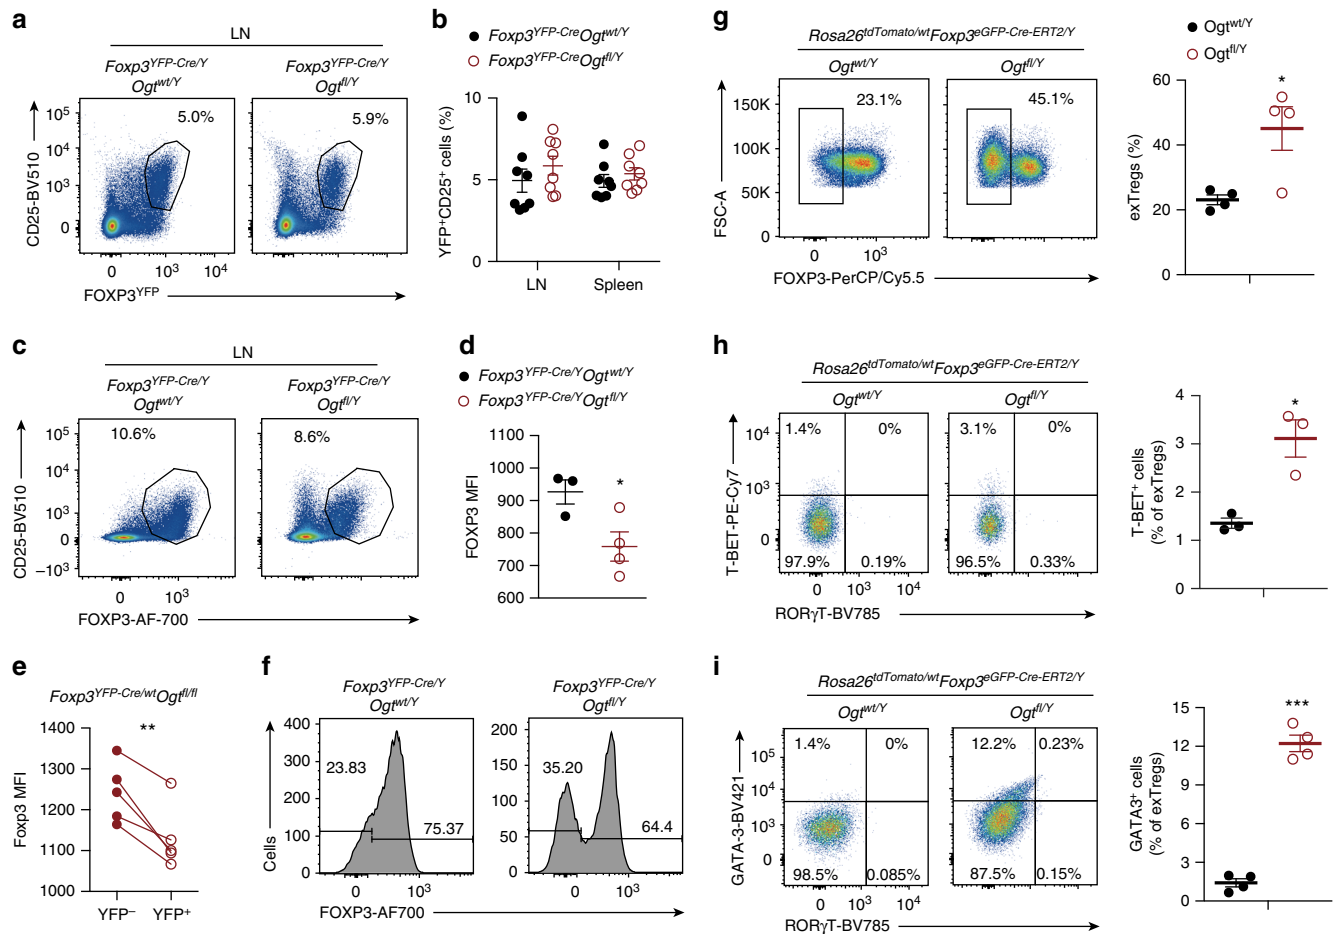 a
LN
Foxp3YFP-Cre/Y
Ogtwt/Y
Foxp3YFP-Cre/Y
Ogtfl/Y
5.0%
5.9%
CD25-BV510
10⁵
10⁴
10³
0
0
10³
10⁴
FOXP3YFP
b
Foxp3YFP-CreOgtwt/Y
Foxp3YFP-CreOgtfl/Y
YFP⁺CD25⁺ cells (%)
10
5
0
LN
Spleen
c
LN
Foxp3YFP-Cre/Y
Ogtwt/Y
Foxp3YFP-Cre/Y
Ogtfl/Y
10.6%
8.6%
CD25-BV510
10⁵
10⁴
10³
0
−10³
0
10³
FOXP3-AF-700
d
Foxp3YFP-Cre/YOgtwt/Y
Foxp3YFP-Cre/YOgtfl/Y
FOXP3 MFI
1100
1000
900
800
700
600
*
e
Foxp3YFP-Cre/wtOgtfl/fl
**
Foxp3 MFI
1400
1300
1200
1100
1000
YFP⁻
YFP⁺
f
Foxp3YFP-Cre/Y
Ogtwt/Y
Foxp3YFP-Cre/Y
Ogtfl/Y
Cells
400
300
200
100
0
23.83
75.37
0
10³
200
150
100
50
0
35.20
64.4
0
10³
FOXP3-AF700
g
Rosa26tdTomato/wtFoxp3eGFP-Cre-ERT2/Y
Ogtwt/Y
Ogtfl/Y
23.1%
45.1%
FSC-A
150K
100K
50K
0
0
10³
FOXP3-PerCP/Cy5.5
Ogtwt/Y
Ogtfl/Y
exTregs (%)
60
40
20
0
*
h
Rosa26tdTomato/wtFoxp3eGFP-Cre-ERT2/Y
Ogtwt/Y
Ogtfl/Y
T-BET-PE-Cy7
10⁴
10³
0
1.4%
0%
97.9%
0.19%
3.1%
0%
96.5%
0.33%
0
10³
10⁴
RORγT-BV785
T-BET⁺ cells
(% of exTregs)
4
3
2
1
0
*
i
Rosa26tdTomato/wtFoxp3eGFP-Cre-ERT2/Y
Ogtwt/Y
Ogtfl/Y
GATA-3-BV421
10⁵
10⁴
10³
0
1.4%
0%
98.5%
0.085%
12.2%
0.23%
87.5%
0.15%
0
10³
10⁴
RORγT-BV785
GATA3⁺ cells
(% of exTregs)
15
12
9
6
3
0
***